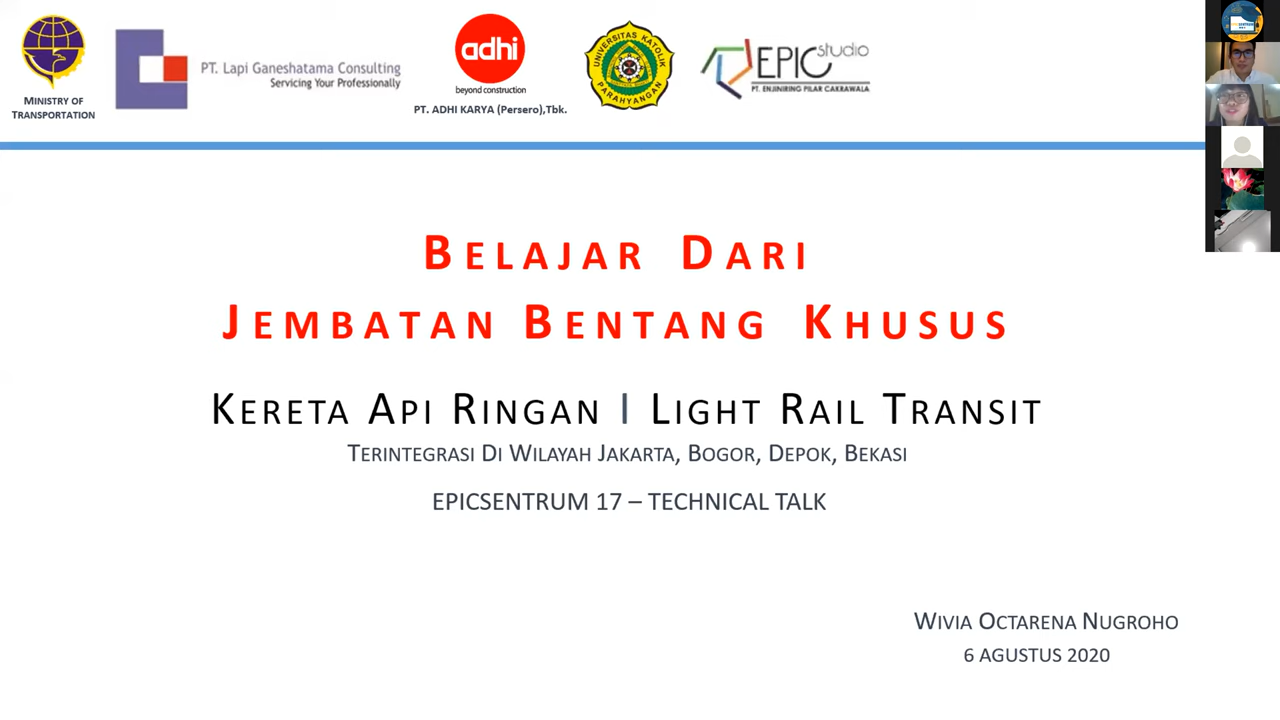 MINISTRY OF
TRANSPORTATION
PT. Lapi Ganeshatama Consulting
Servicing Your Professionally
adhi
beyond construction
PT. ADHI KARYA (Persero),Tbk.
UNIVERSITAS KATOLIK
PARAHYANGAN
EPIC studio
PT. ENJINIRING PILAR CAKRAWALA
BELAJAR DARI
JEMBATAN BENTANG KHUSUS
KERETA API RINGAN | LIGHT RAIL TRANSIT
TERINTEGRASI DI WILAYAH JAKARTA, BOGOR, DEPOK, BEKASI
EPICSENTRUM 17 – TECHNICAL TALK
WIVIA OCTARENA NUGROHO
6 AGUSTUS 2020